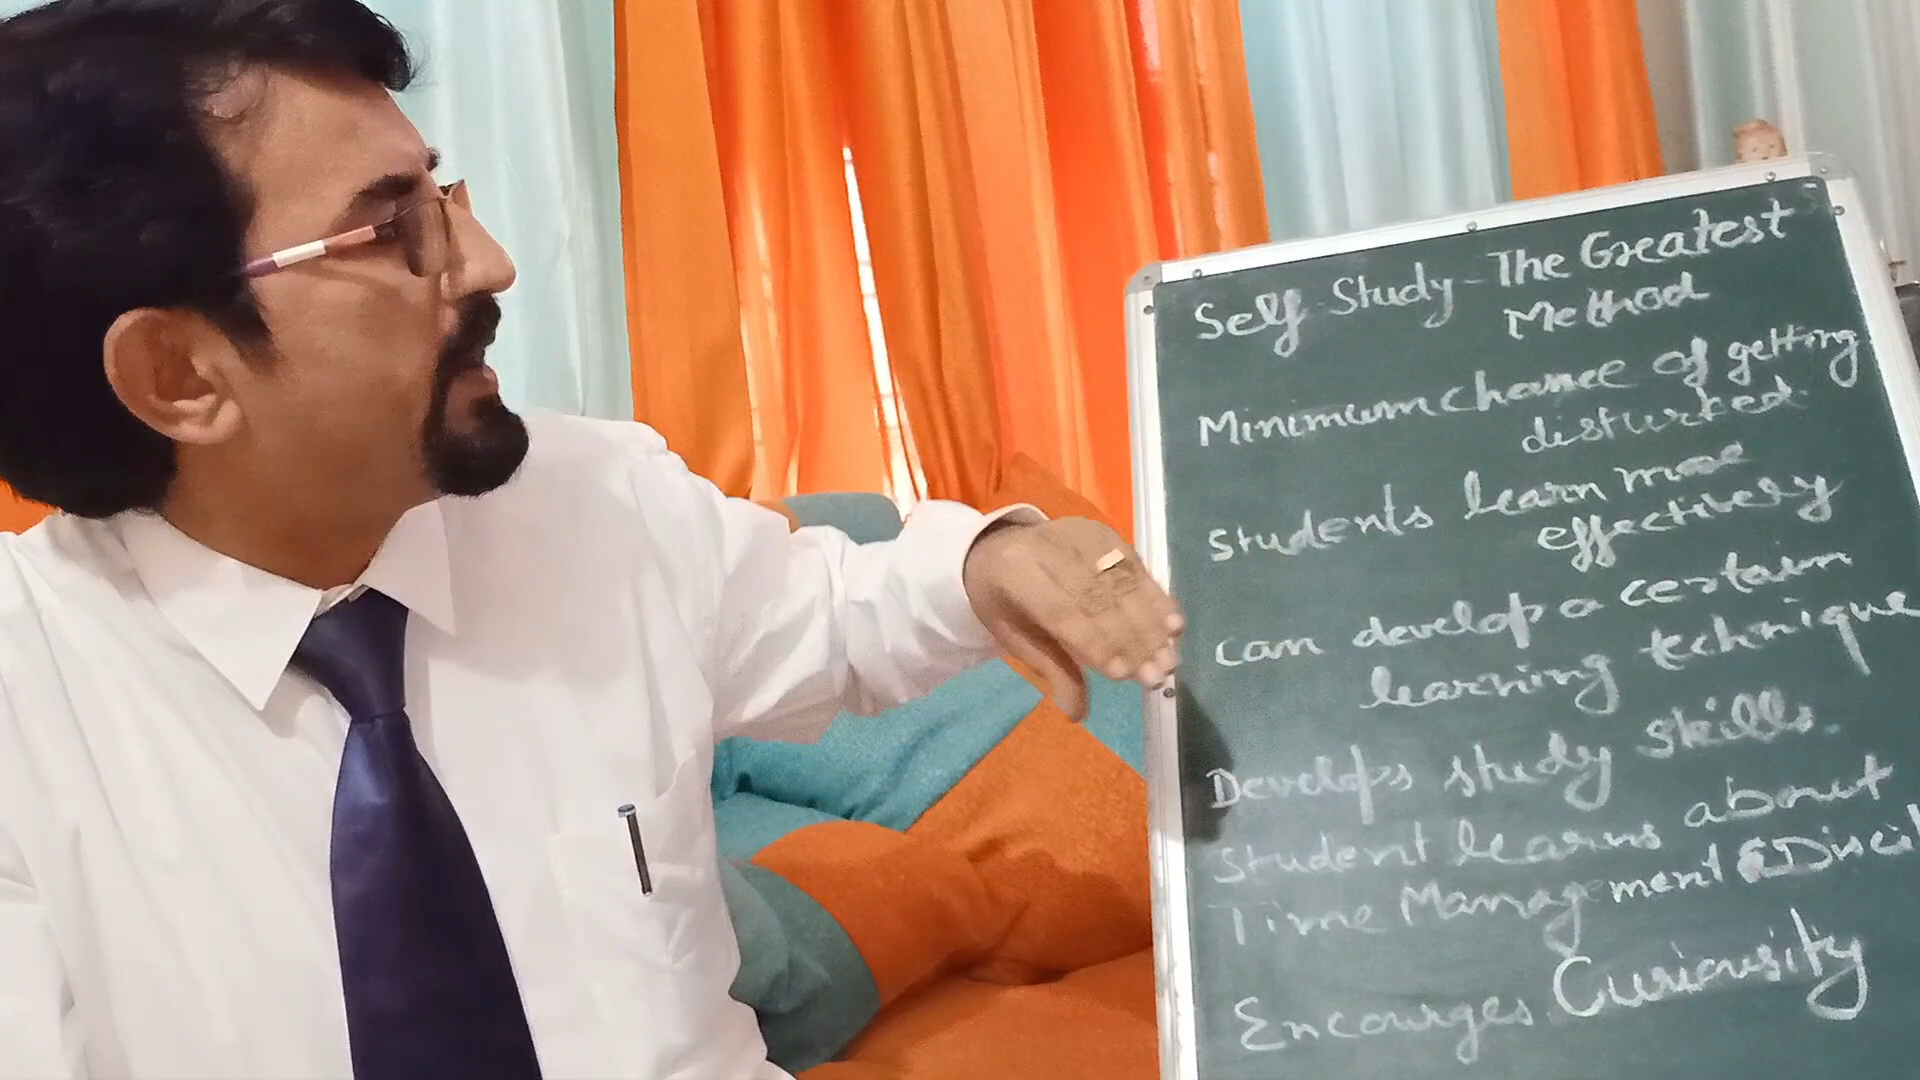 Self Study - The Greatest
Method
Minimum chance of getting
disturbed.
Students learn more
effectively
can develop a certain
learning technique
Develops study skills.
Student learns about
Time Management &
Encourges Curiousity